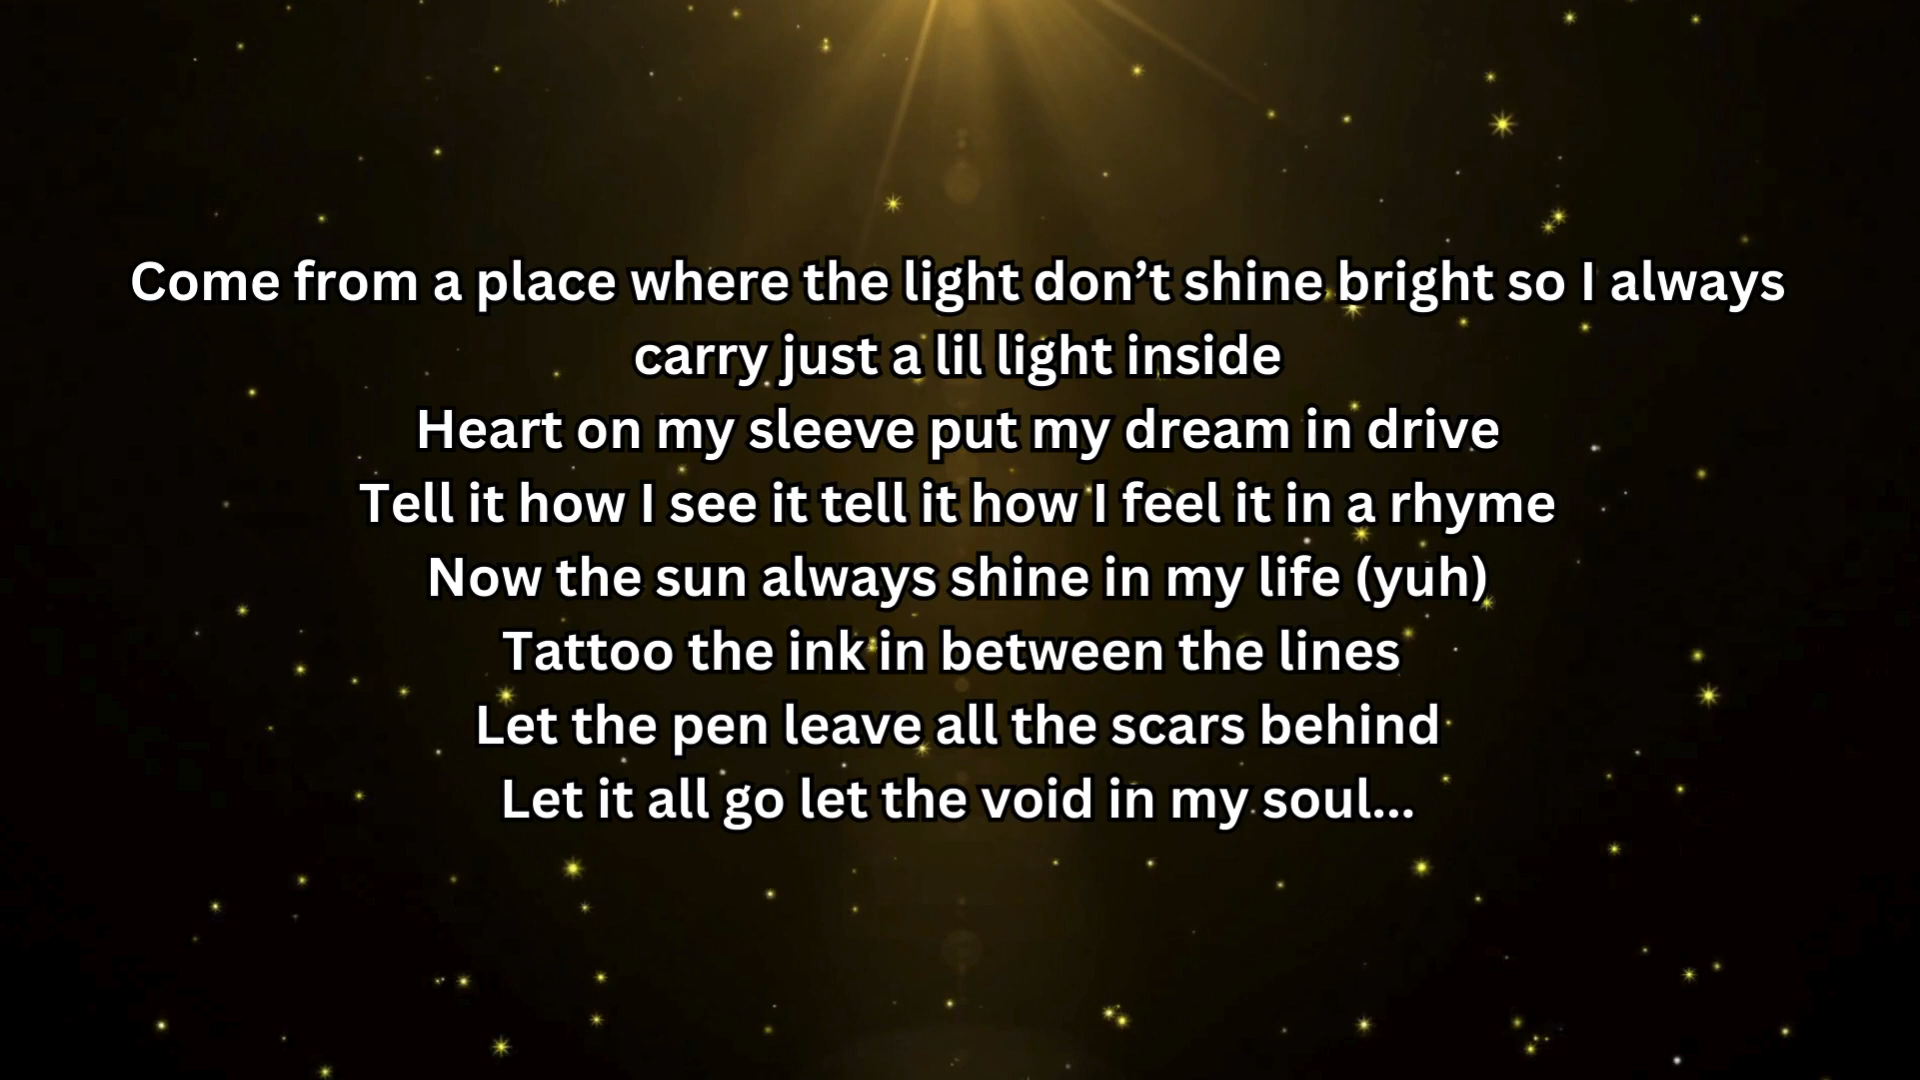 Come from a place where the light don’t shine bright so I always
carry just a lil light inside
Heart on my sleeve put my dream in drive
Tell it how I see it tell it how I feel it in a rhyme
Now the sun always shine in my life (yuh)
Tattoo the ink in between the lines
Let the pen leave all the scars behind
Let it all go let the void in my soul...